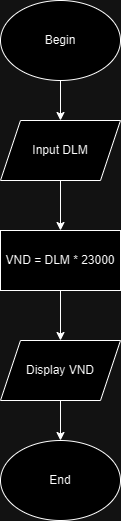 Begin
Input DLM
VND = DLM * 23000
Display VND
End